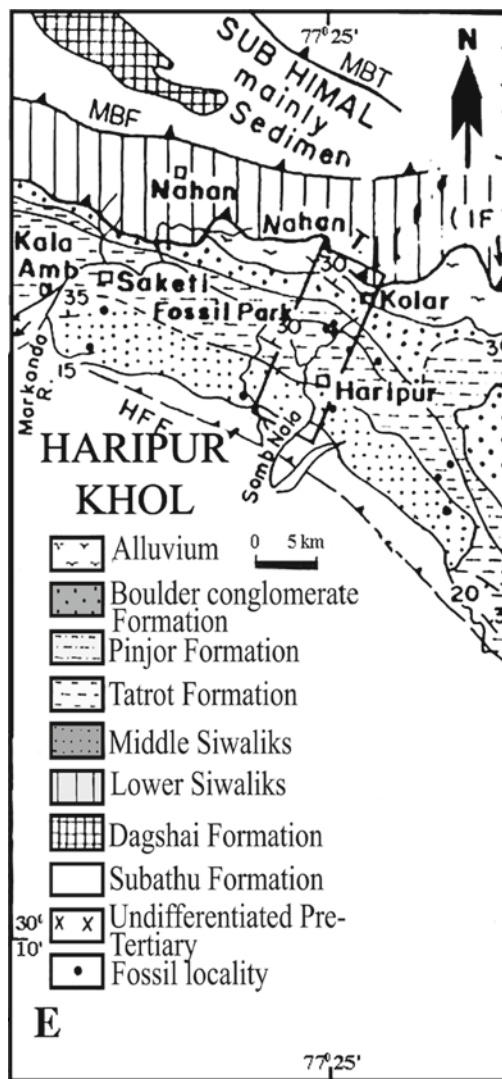 77° 25'
N
SUB HIMAL
mainly
Sedimen
MBT
MBF
Nahan
Nahan T.
(IF
30
Kolar
Kala
Amb
Saketi
Fossil Park
35
30
15
Markanda
R.
Haripur
HFF
Somb Nala
20
HARIPUR
KHOL
0 5 km
Alluvium
Boulder conglomerate
Formation
Pinjor Formation
Tatrot Formation
Middle Siwaliks
Lower Siwaliks
Dagshai Formation
Subathu Formation
Undifferentiated Pre-
Tertiary
Fossil locality
30°
10'
E
77° 25'